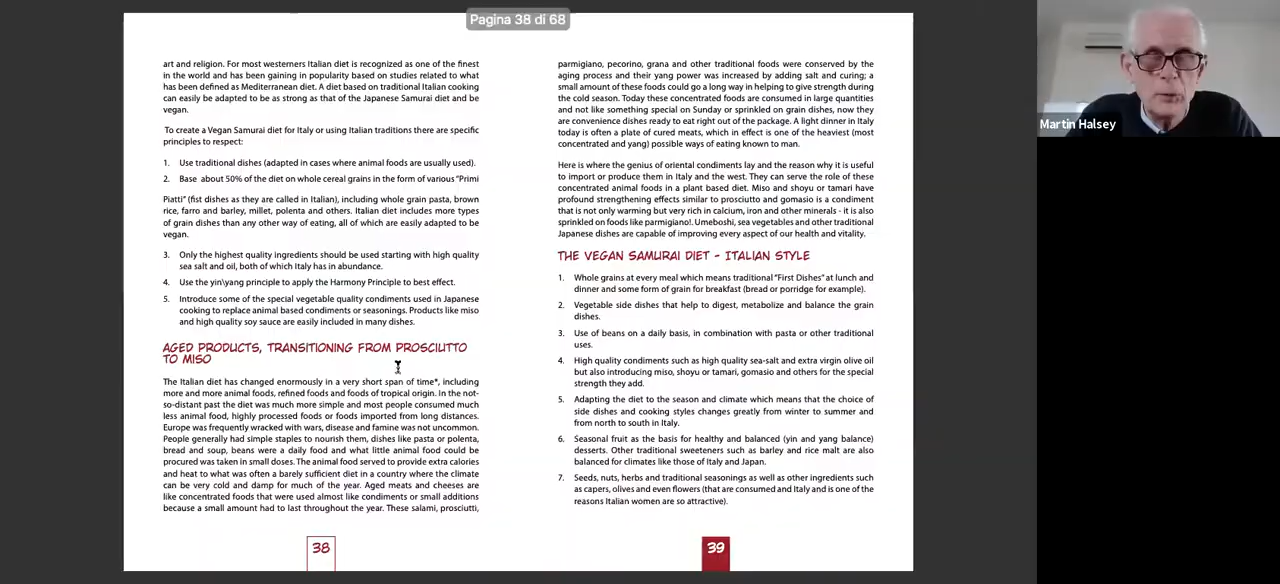 Pagina 38 di 68
art and religion. For most westerners Italian diet is recognized as one of the finest
in the world and has been gaining in popularity based on studies related to what
has been defined as Mediterranean diet. A diet based on traditional Italian cooking
can easily be adapted to be as strong as that of the Japanese Samurai diet and be
vegan.
To create a Vegan Samurai diet for Italy or using Italian traditions there are specific
principles to respect:
1. Use traditional dishes (adapted in cases where animal foods are usually used).
2. Base about 50% of the diet on whole cereal grains in the form of various "Primi
Piatti" (fist dishes as they are called in Italian), including whole grain pasta, brown
rice, farro and barley, millet, polenta and others. Italian diet includes more types
of grain dishes than any other way of eating, all of which are easily adapted to be
vegan.
3. Only the highest quality ingredients should be used starting with high quality
sea salt and oil, both of which Italy has in abundance.
4. Use the yin\yang principle to apply the Harmony Principle to best effect.
5. Introduce some of the special vegetable quality condiments used in Japanese
cooking to replace animal based condiments or seasonings. Products like miso
and high quality soy sauce are easily included in many dishes.
AGED PRODUCTS, TRANSITIONING FROM PROSCIUTTO
TO MISO
The Italian diet has changed enormously in a very short span of time*, including
more and more animal foods, refined foods and foods of tropical origin. In the not-
so-distant past the diet was much more simple and most people consumed much
less animal food, highly processed foods or foods imported from long distances.
Europe was frequently wracked with wars, disease and famine was not uncommon.
People generally had simple staples to nourish them, dishes like pasta or polenta,
bread and soup, beans were a daily food and what little animal food could be
procured was taken in small doses. The animal food served to provide extra calories
and heat to what was often a barely sufficient diet in a country where the climate
can be very cold and damp for much of the year. Aged meats and cheeses are
like concentrated foods that were used almost like condiments or small additions
because a small amount had to last throughout the year. These salami, prosciutti,
38
parmigiano, pecorino, grana and other traditional foods were conserved by the
aging process and their yang power was increased by adding salt and curing; a
small amount of these foods could go a long way in helping to give strength during
the cold season. Today these concentrated foods are consumed in large quantities
and not like something special on Sunday or sprinkled on grain dishes, now they
are convenience dishes ready to eat right out of the package. A light dinner in Italy
today is often a plate of cured meats, which in effect is one of the heaviest (most
concentrated and yang) possible ways of eating known to man.
Here is where the genius of oriental condiments lay and the reason why it is useful
to import or produce them in Italy and the west. They can serve the role of these
concentrated animal foods in a plant based diet. Miso and shoyu or tamari have
profound strengthening effects similar to prosciutto and gomasio is a condiment
that is not only warming but very rich in calcium, iron and other minerals - it is also
sprinkled on foods like parmigiano!. Umeboshi, sea vegetables and other traditional
Japanese dishes are capable of improving every aspect of our health and vitality.
THE VEGAN SAMURAI DIET - ITALIAN STYLE
1. Whole grains at every meal which means traditional "First Dishes" at lunch and
dinner and some form of grain for breakfast (bread or porridge for example).
2. Vegetable side dishes that help to digest, metabolize and balance the grain
dishes.
3. Use of beans on a daily basis, in combination with pasta or other traditional
uses.
4. High quality condiments such as high quality sea-salt and extra virgin olive oil
but also introducing miso, shoyu or tamari, gomasio and others for the special
strength they add.
5. Adapting the diet to the season and climate which means that the choice of
side dishes and cooking styles changes greatly from winter to summer and
from north to south in Italy.
6. Seasonal fruit as the basis for healthy and balanced (yin and yang balance)
desserts. Other traditional sweeteners such as barley and rice malt are also
balanced for climates like those of Italy and Japan.
7. Seeds, nuts, herbs and traditional seasonings as well as other ingredients such
as capers, olives and even flowers (that are consumed and Italy and is one of the
reasons Italian women are so attractive).
39
Martin Halsey